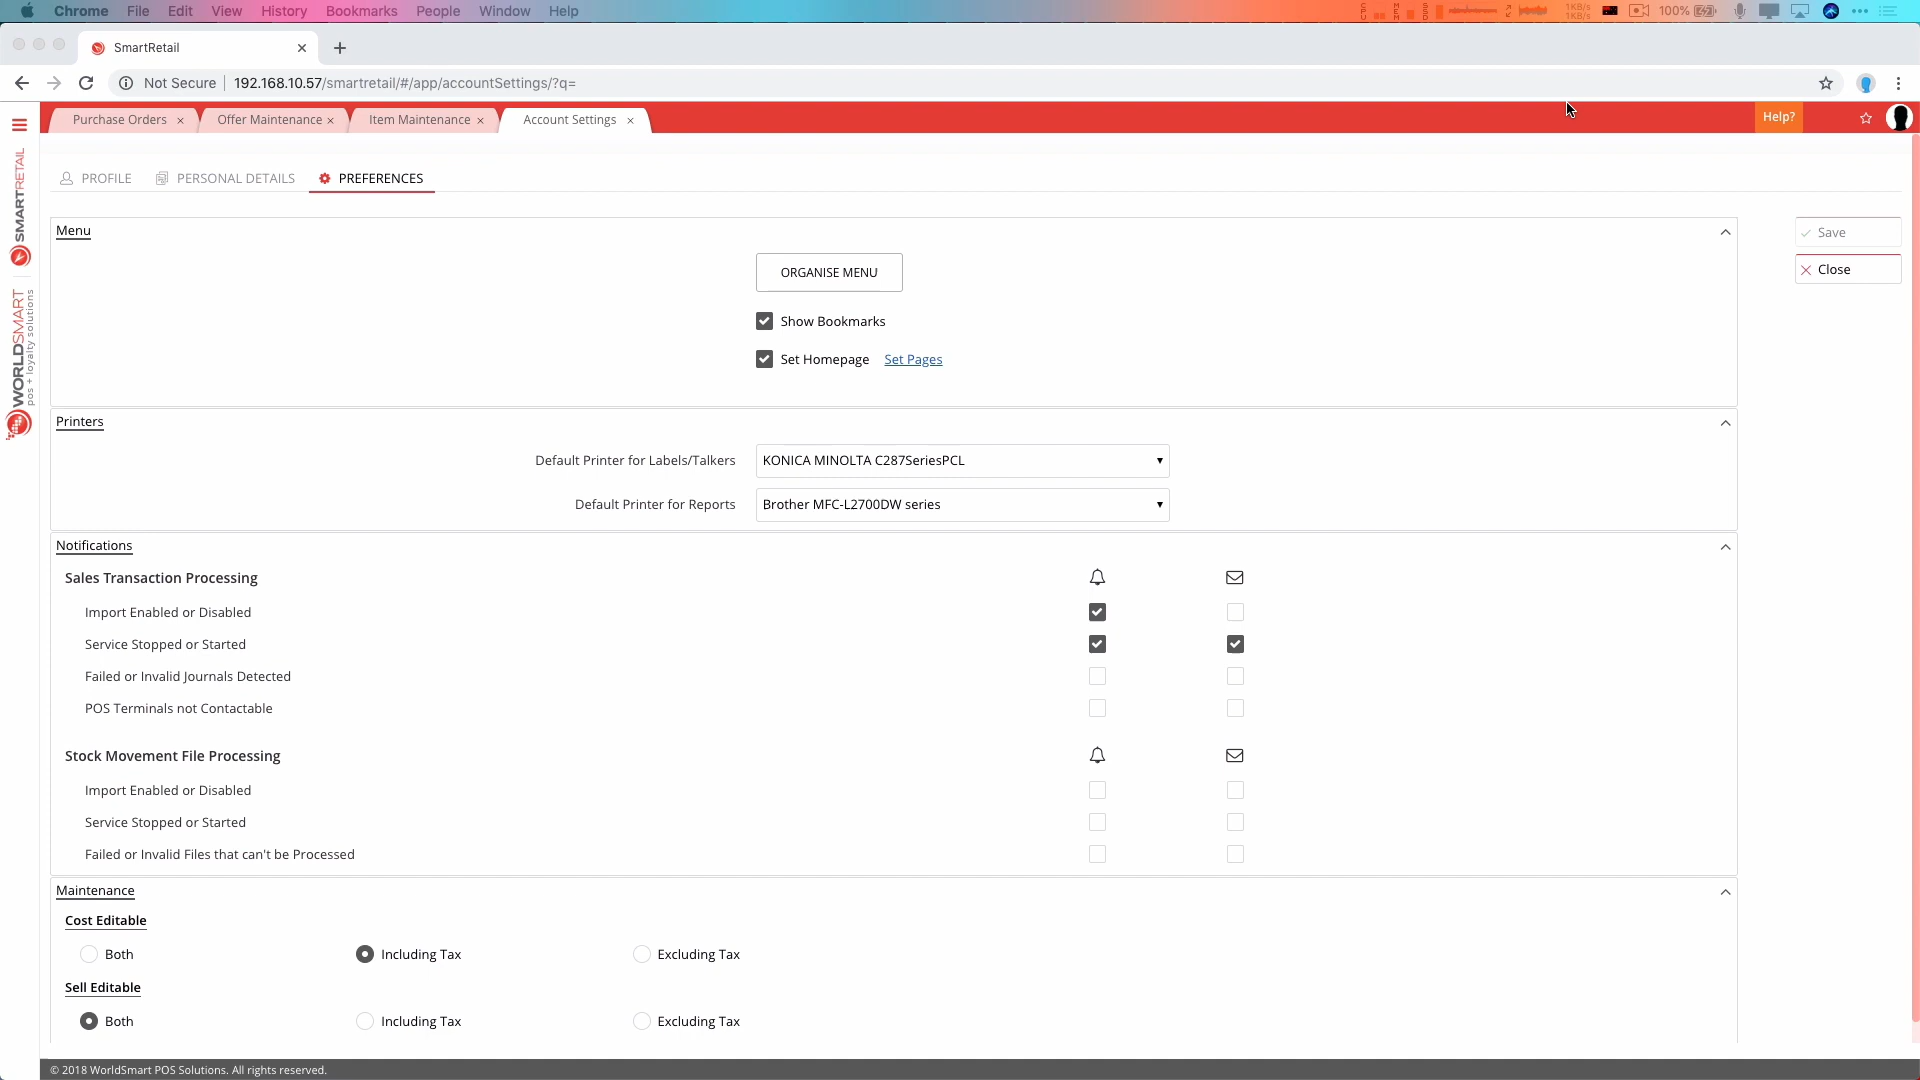 Chrome File Edit View History Bookmarks People Window Help 1KB/s 1KB/s 100%
SmartRetail
Not Secure 192.168.10.57/smartretail/#/app/accountSettings/?q=
Purchase Orders Offer Maintenance Item Maintenance Account Settings Help?
PROFILE PERSONAL DETAILS PREFERENCES
SMARTRETAIL
WORLDSMART
pos + loyalty solutions
Menu
Save
Close
ORGANISE MENU
Show Bookmarks
Set Homepage Set Pages
Printers
Default Printer for Labels/Talkers KONICA MINOLTA C287SeriesPCL
Default Printer for Reports Brother MFC-L2700DW series
Notifications
Sales Transaction Processing
Import Enabled or Disabled
Service Stopped or Started
Failed or Invalid Journals Detected
POS Terminals not Contactable
Stock Movement File Processing
Import Enabled or Disabled
Service Stopped or Started
Failed or Invalid Files that can't be Processed
Maintenance
Cost Editable
Both Including Tax Excluding Tax
Sell Editable
Both Including Tax Excluding Tax
© 2018 WorldSmart POS Solutions. All rights reserved.